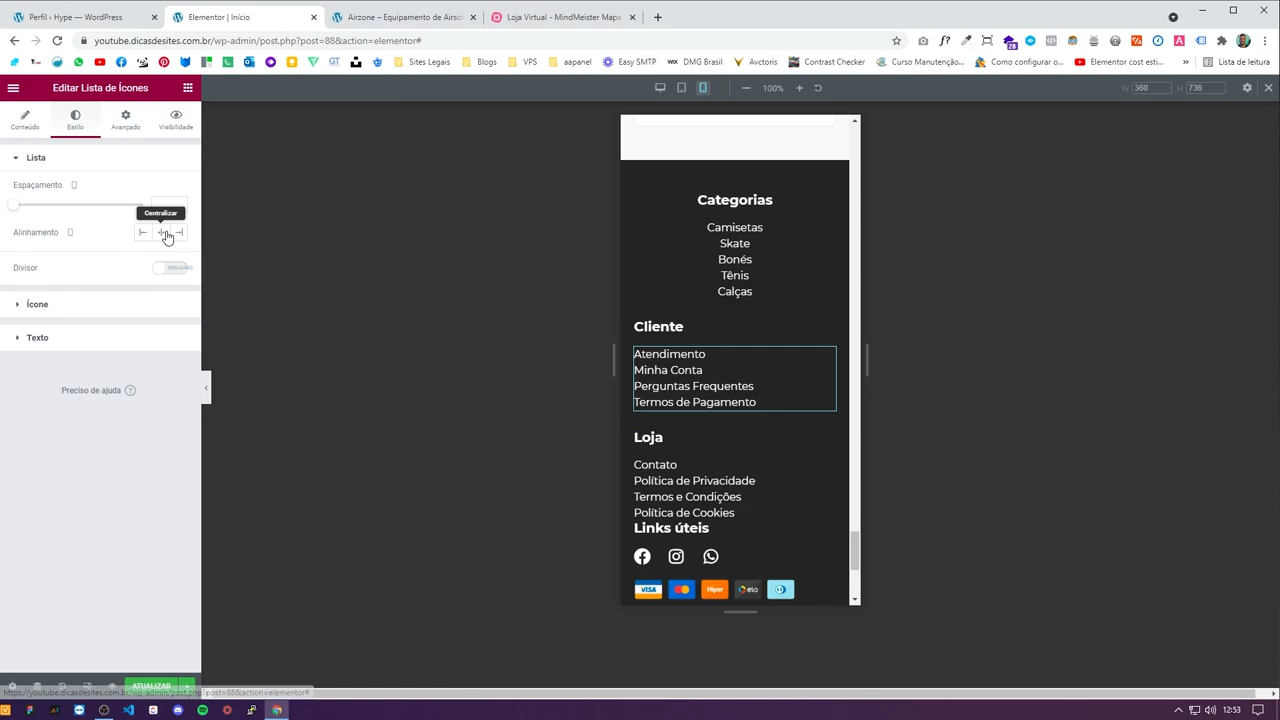 Perfil ‹ Hype — WordPress
Elementor | Início
Airzone – Equipamento de Airsof
Loja Virtual - MindMeister Mapa
youtube.dicasdesites.com.br/wp-admin/post.php?post=88&action=elementor#
28
Sites Legais
Blogs
VPS
aapanel
Easy SMTP
DMG Brasil
Avctoris
Contrast Checker
Curso Manutenção...
Como configurar o...
Elementor cost esti...
Lista de leitura
Editar Lista de Ícones
100%
W 360
H 736
Conteúdo
Estilo
Avançado
Visibilidade
Lista
Espaçamento
Centralizar
Alinhamento
Divisor
DESLIGADO
Ícone
Texto
Preciso de ajuda
Categorias
Camisetas
Skate
Bonés
Tênis
Calças
Cliente
Atendimento
Minha Conta
Perguntas Frequentes
Termos de Pagamento
Loja
Contato
Política de Privacidade
Termos e Condições
Política de Cookies
Links úteis
VISA
Hiper
elo
ATUALIZAR
https://youtube.dicasdesites.com.br/wp-admin/post.php?post=88&action=elementor#
12:53